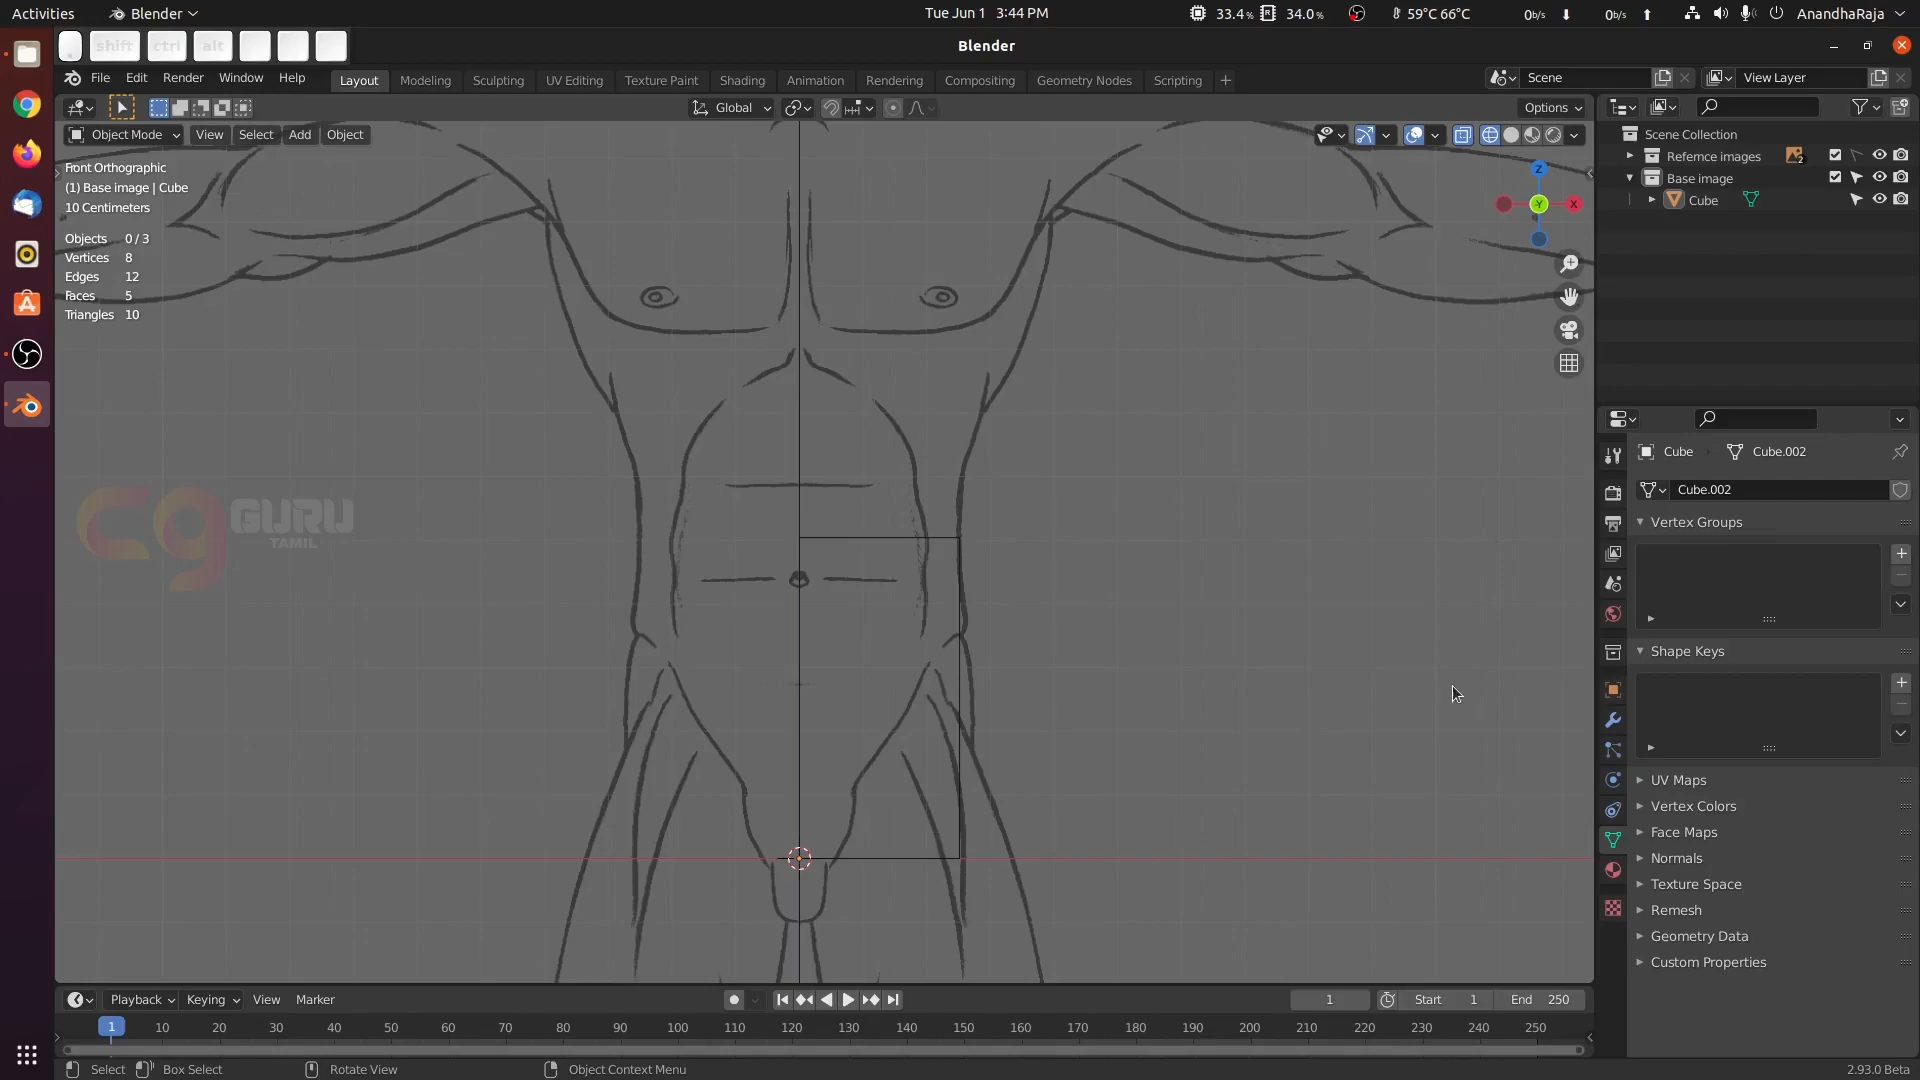 Activities
Blender
Tue Jun 1 3:44 PM
33.4%
34.0%
59°C 66°C
0b/s
0b/s
AnandhaRaja
shift
ctrl
alt
Blender
File
Edit
Render
Window
Help
Layout
Modeling
Sculpting
UV Editing
Texture Paint
Shading
Animation
Rendering
Compositing
Geometry Nodes
Scripting
+
Scene
View Layer
Global
Options
Object Mode
View
Select
Add
Object
Front Orthographic
(1) Base image | Cube
10 Centimeters
Objects 0/3
Vertices 8
Edges 12
Faces 5
Triangles 10
Z
Y
X
Scene Collection
Refernce images
2
Base image
Cube
Cube
Cube.002
Cube.002
Vertex Groups
Shape Keys
UV Maps
Vertex Colors
Face Maps
Normals
Texture Space
Remesh
Geometry Data
Custom Properties
cg GURU
TAMIL
Playback
Keying
View
Marker
1
Start 1
End 250
1 10 20 30 40 50 60 70 80 90 100 110 120 130 140 150 160 170 180 190 200 210 220 230 240 250
Select
Box Select
Rotate View
Object Context Menu
2.93.0 Beta